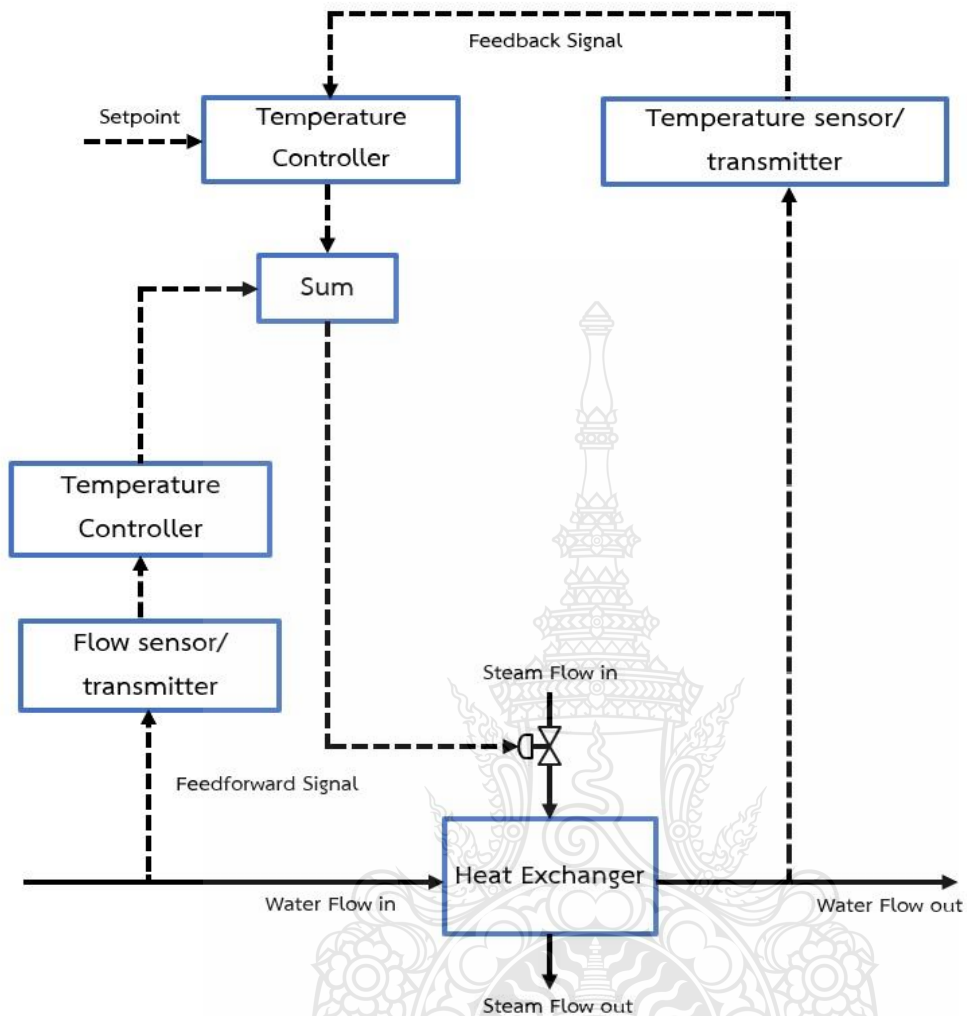 Feedback Signal
Setpoint
Temperature
Controller
Temperature sensor/
transmitter
Sum
Temperature
Controller
Flow sensor/
transmitter
Steam Flow in
Feedforward Signal
Heat Exchanger
Water Flow in
Water Flow out
Steam Flow out